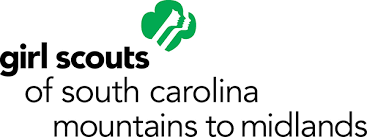 girl scouts
of south carolina
mountains to midlands